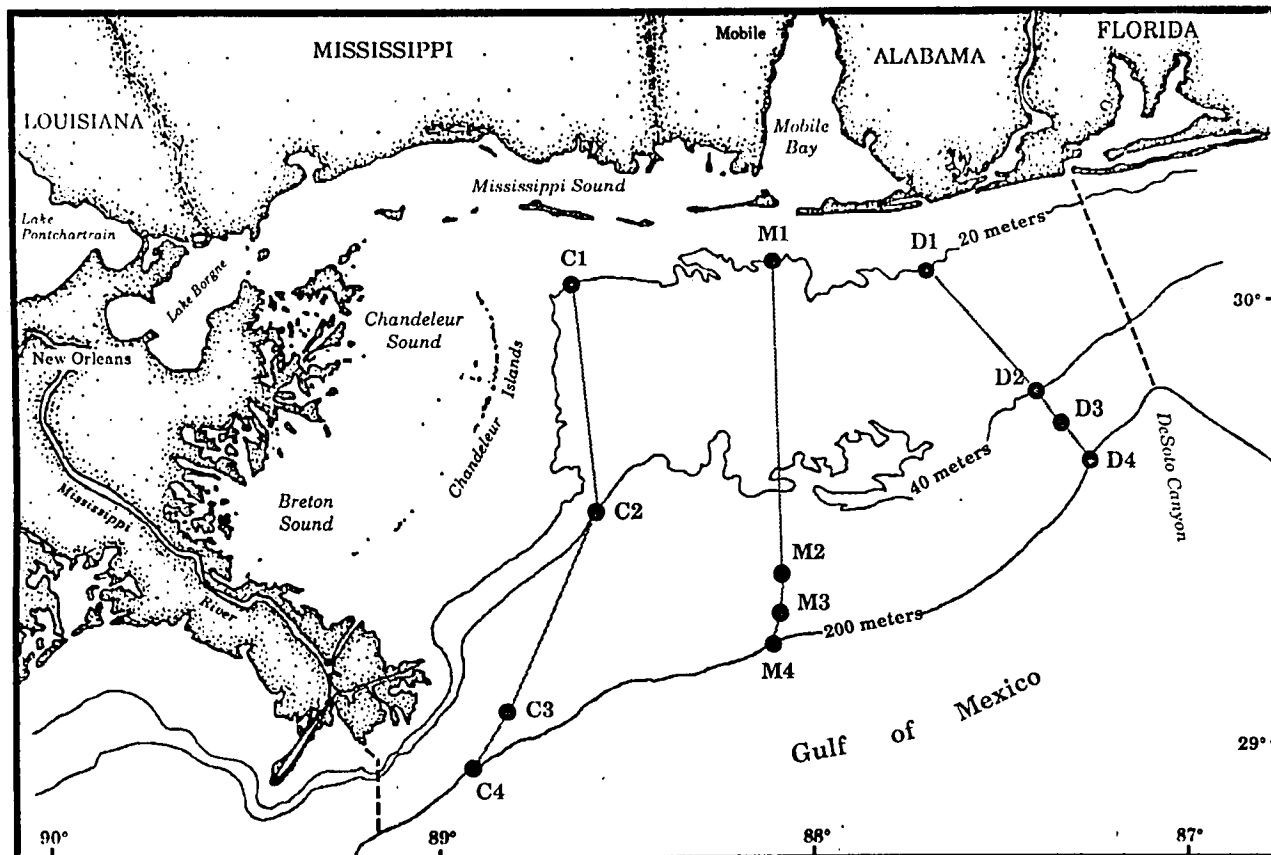 MISSISSIPPI
Mobile
ALABAMA
FLORIDA
LOUISIANA
Mobile
Bay
Mississippi Sound
Lake
Pontchartrain
Lake Borgne
20 meters
C1
M1
D1
30°
Chandeleur
Sound
New Orleans
Chandeleur
Islands
D2
D3
D4
DeSoto Canyon
40 meters
Breton
Sound
C2
Mississippi
River
M2
M3
M4
200 meters
C3
C4
Gulf of Mexico
29°
90°
89°
88°
87°